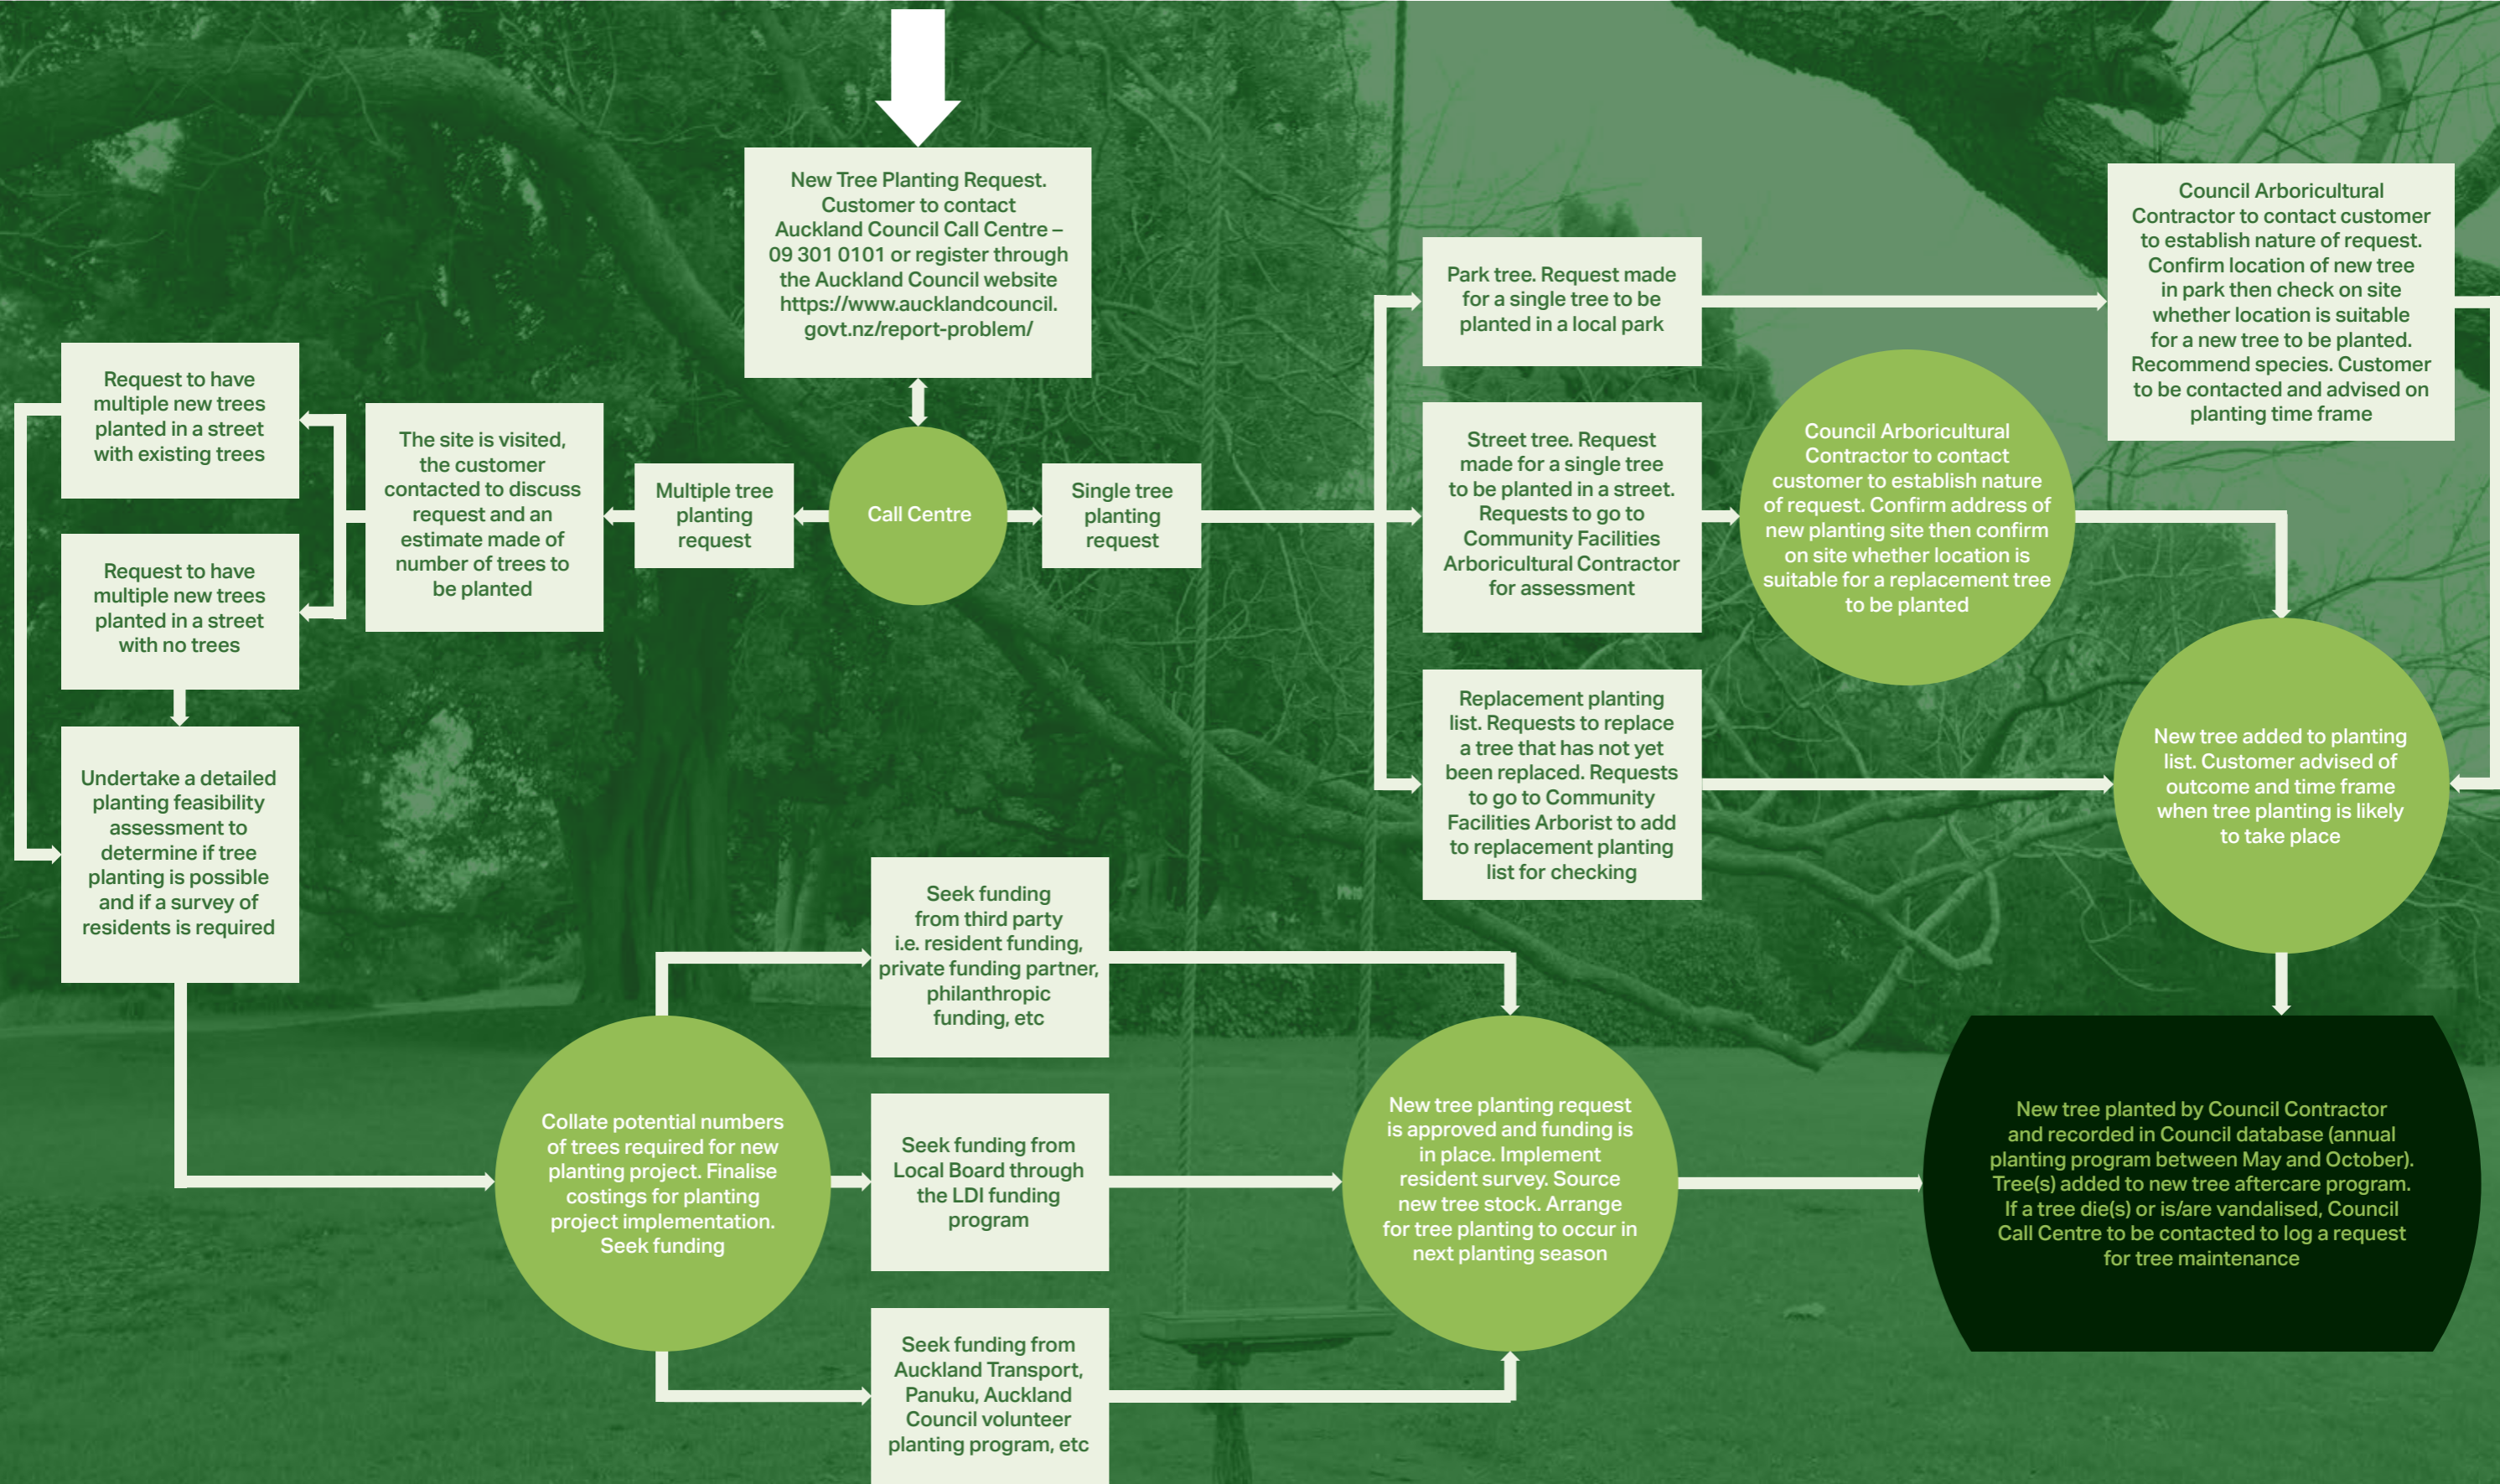 New Tree Planting Request.
Customer to contact
Auckland Council Call Centre –
09 301 0101 or register through
the Auckland Council website
https://www.aucklandcouncil.
govt.nz/report-problem/
Call Centre
Multiple tree
planting
request
The site is visited,
the customer
contacted to discuss
request and an
estimate made of
number of trees to
be planted
Request to have
multiple new trees
planted in a street
with existing trees
Request to have
multiple new trees
planted in a street
with no trees
Undertake a detailed
planting feasibility
assessment to
determine if tree
planting is possible
and if a survey of
residents is required
Collate potential numbers
of trees required for new
planting project. Finalise
costings for planting
project implementation.
Seek funding
Seek funding
from third party
i.e. resident funding,
private funding partner,
philanthropic
funding, etc
Seek funding from
Local Board through
the LDI funding
program
Seek funding from
Auckland Transport,
Panuku, Auckland
Council volunteer
planting program, etc
New tree planting request
is approved and funding is
in place. Implement
resident survey. Source
new tree stock. Arrange
for tree planting to occur in
next planting season
Single tree
planting
request
Park tree. Request made
for a single tree to be
planted in a local park
Street tree. Request
made for a single tree
to be planted in a street.
Requests to go to
Community Facilities
Arboricultural Contractor
for assessment
Replacement planting
list. Requests to replace
a tree that has not yet
been replaced. Requests
to go to Community
Facilities Arborist to add
to replacement planting
list for checking
Council Arboricultural
Contractor to contact
customer to establish nature
of request. Confirm address of
new planting site then confirm
on site whether location is
suitable for a replacement tree
to be planted
Council Arboricultural
Contractor to contact customer
to establish nature of request.
Confirm location of new tree
in park then check on site
whether location is suitable
for a new tree to be planted.
Recommend species. Customer
to be contacted and advised on
planting time frame
New tree added to planting
list. Customer advised of
outcome and time frame
when tree planting is likely
to take place
New tree planted by Council Contractor
and recorded in Council database (annual
planting program between May and October).
Tree(s) added to new tree aftercare program.
If a tree die(s) or is/are vandalised, Council
Call Centre to be contacted to log a request
for tree maintenance